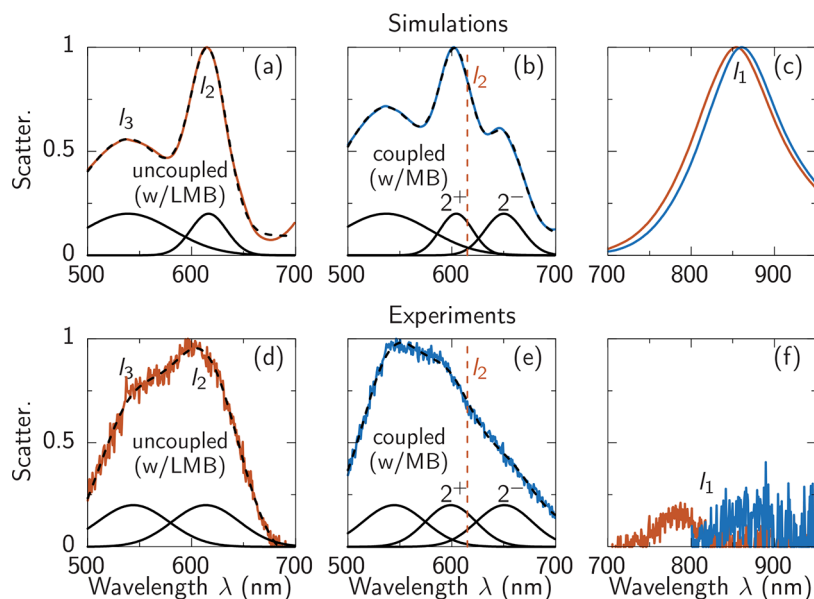 Simulations
Scatter.
1
0.5
0
(a)
l3
l2
uncoupled
(w/LMB)
500
600
700
(b)
l2
coupled
(w/MB)
2+
2−
500
600
700
(c)
l1
700
800
900
Experiments
Scatter.
1
0.5
0
(d)
l3
l2
uncoupled
(w/LMB)
500
600
700
Wavelength λ (nm)
(e)
l2
coupled
(w/MB)
2+
2−
500
600
700
Wavelength λ (nm)
(f)
l1
700
800
900
Wavelength λ (nm)